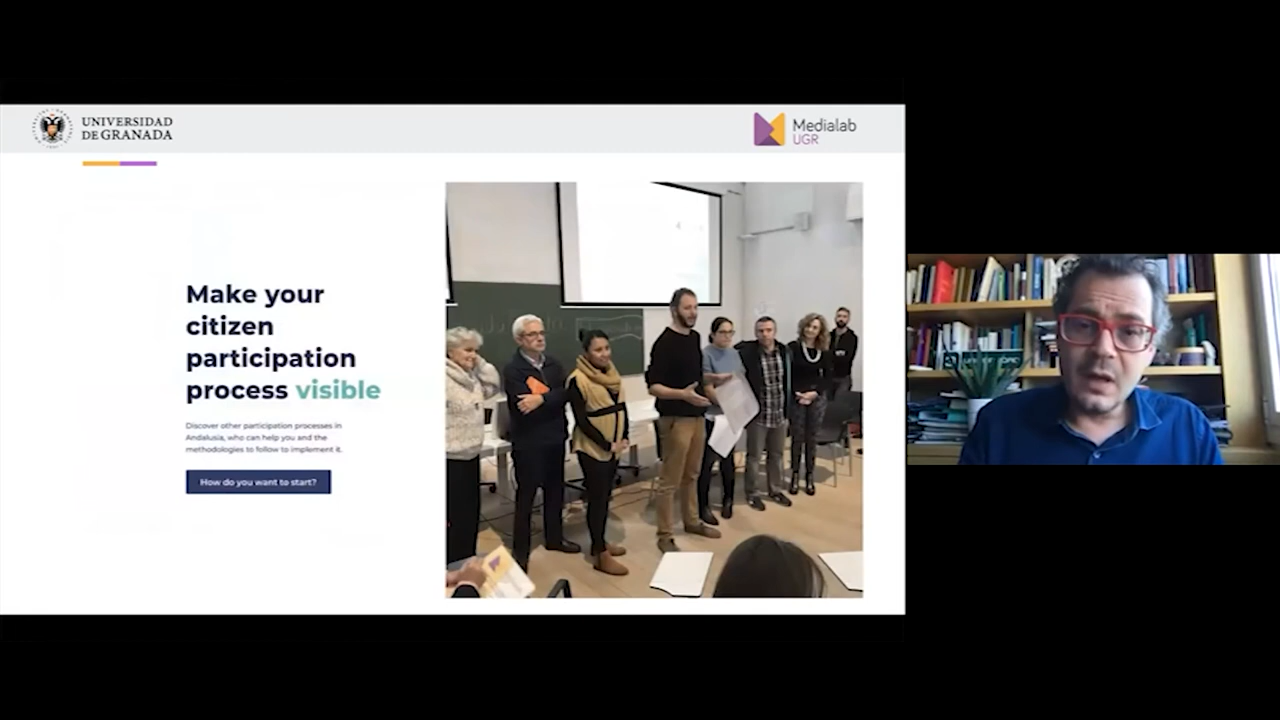 UNIVERSIDAD
DE GRANADA
Medialab
UGR
Make your
citizen
participation
process visible
Discover other participation processes in
Andalusia, who can help you and the
methodologies to follow to implement it.
How do you want to start?